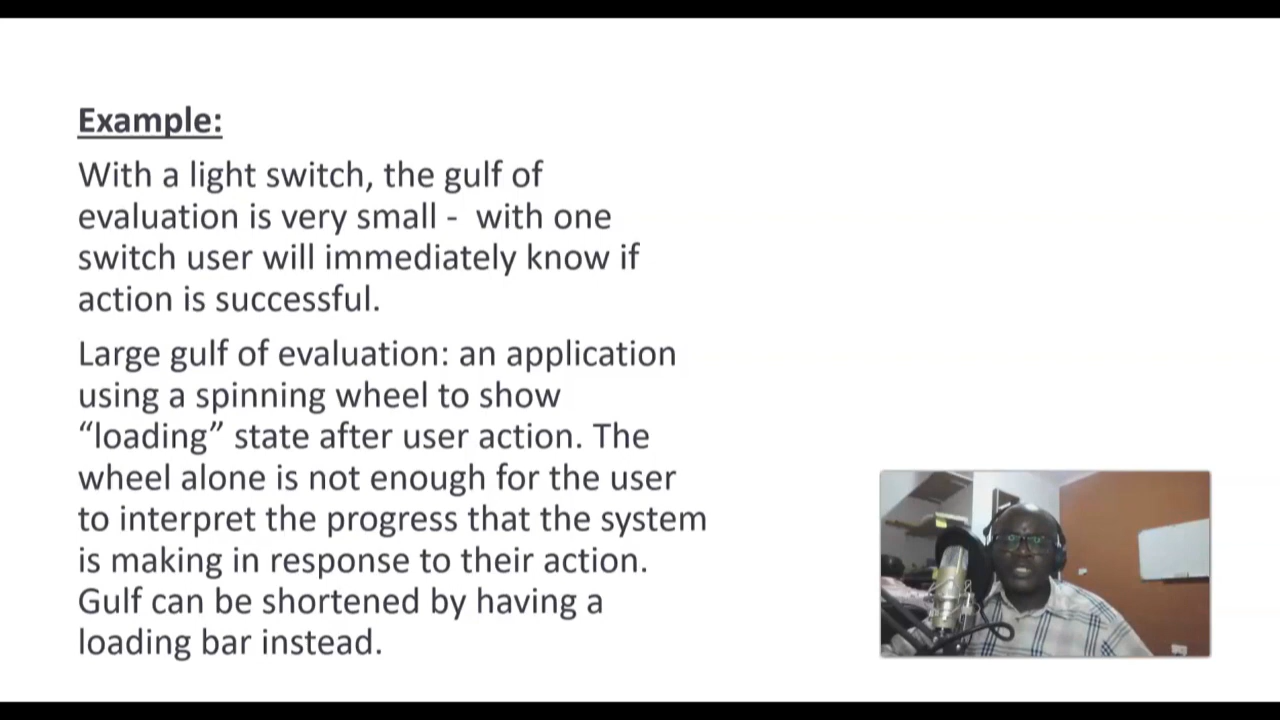 Example:
With a light switch, the gulf of
evaluation is very small -  with one
switch user will immediately know if
action is successful.
Large gulf of evaluation: an application
using a spinning wheel to show
“loading” state after user action. The
wheel alone is not enough for the user
to interpret the progress that the system
is making in response to their action.
Gulf can be shortened by having a
loading bar instead.